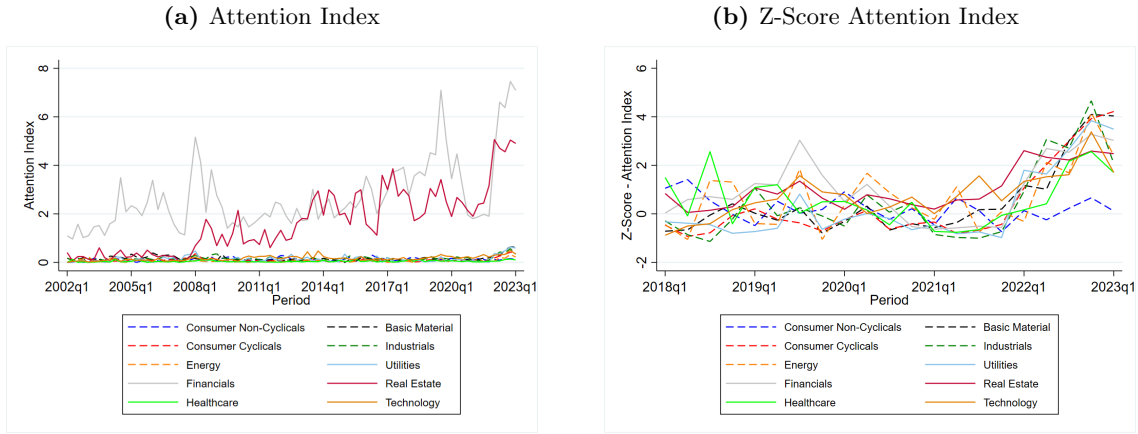 (a) Attention Index
8
6
4
2
0
Attention Index
2002q1 2005q1 2008q1 2011q1 2014q1 2017q1 2020q1 2023q1
Period
Consumer Non-Cyclicals Basic Material
Consumer Cyclicals Industrials
Energy Utilities
Financials Real Estate
Healthcare Technology
(b) Z-Score Attention Index
6
4
2
0
-2
Z-Score - Attention Index
2018q1 2019q1 2020q1 2021q1 2022q1 2023q1
Period
Consumer Non-Cyclicals Basic Material
Consumer Cyclicals Industrials
Energy Utilities
Financials Real Estate
Healthcare Technology